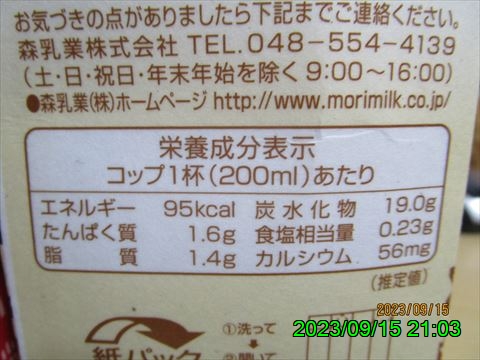 お気づきの点がありましたら下記までご連絡ください。
森乳業株式会社 TEL.048-554-4139
(土・日・祝日・年末年始を除く9:00〜16:00)
●森乳業(株)ホームページ http://www.morimilk.co.jp/
栄養成分表示
コップ1杯(200ml)あたり
エネルギー 95kcal 炭水化物 19.0g
たんぱく質 1.6g 食塩相当量 0.23g
脂質 1.4g カルシウム 56mg
(推定値)
①洗って
紙パック
②開いて
2023/09/15
2023/09/15 21:03